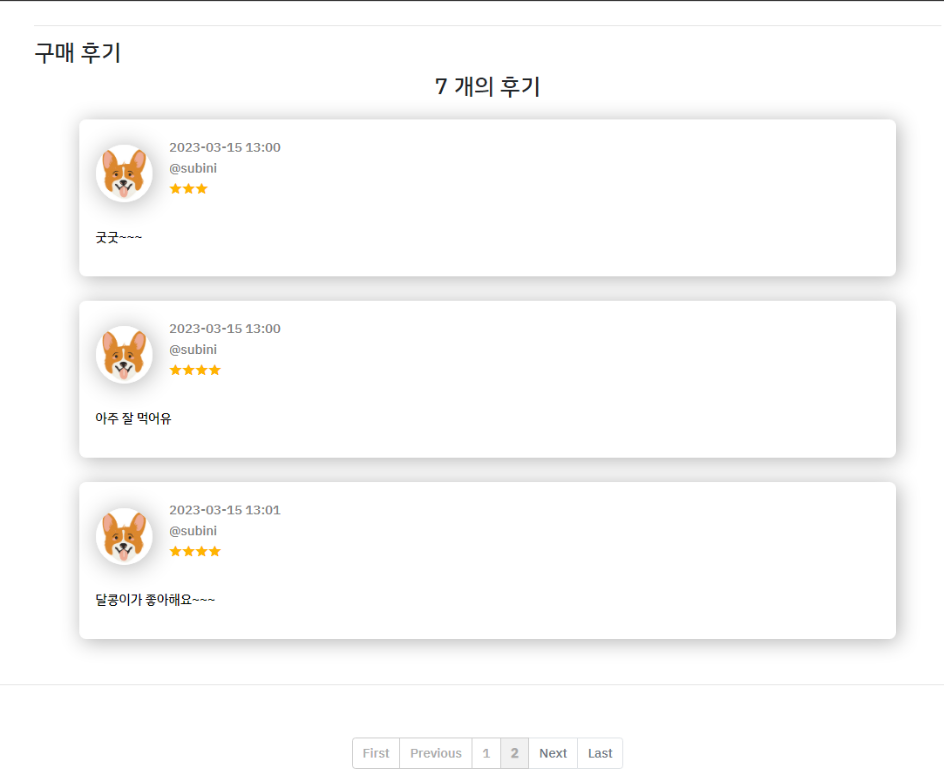 구매 후기
7 개의 후기
2023-03-15 13:00
@subini
굿굿~~~
2023-03-15 13:00
@subini
아주 잘 먹어유
2023-03-15 13:01
@subini
달콩이가 좋아해요~~~
First Previous 1 2 Next Last